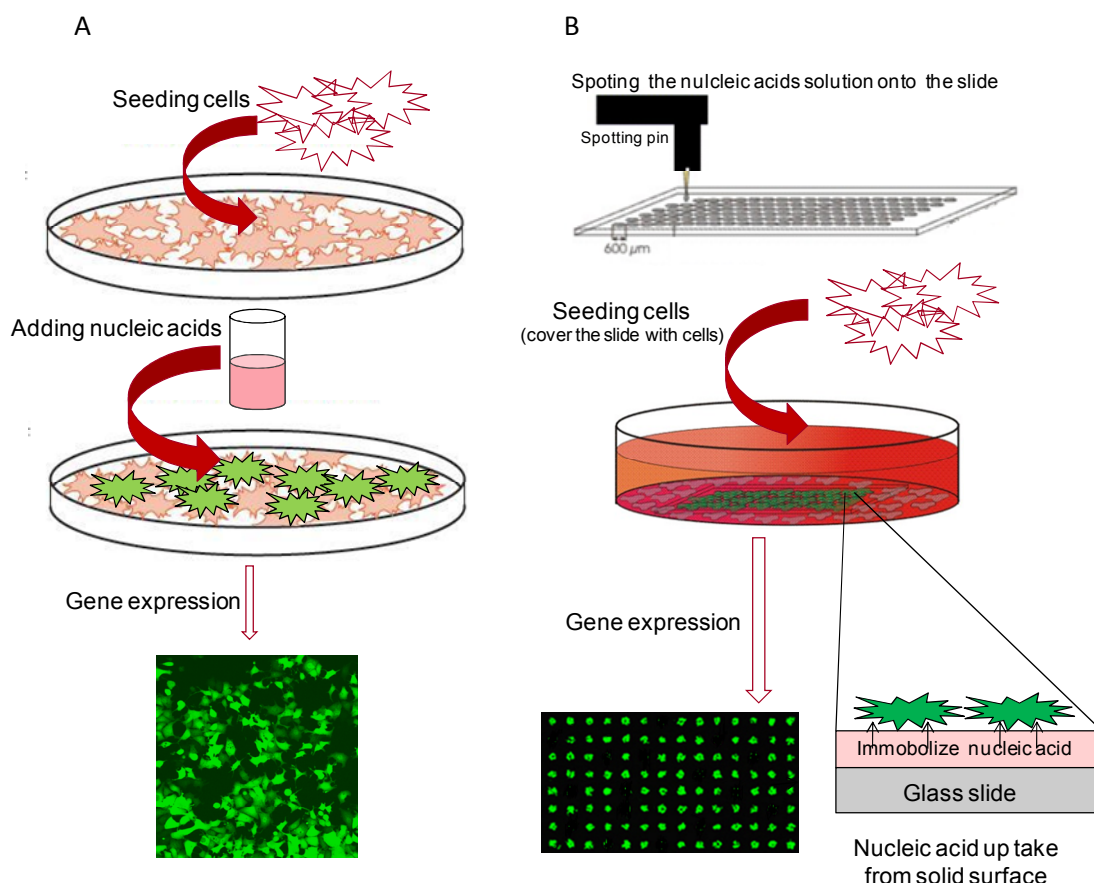 A
Seeding cells
Adding nucleic acids
Gene expression
B
Spoting the nulcleic acids solution onto the slide
Spotting pin
600 µm
Seeding cells
(cover the slide with cells)
Gene expression
Immobolize nucleic acid
Glass slide
Nucleic acid up take
from solid surface